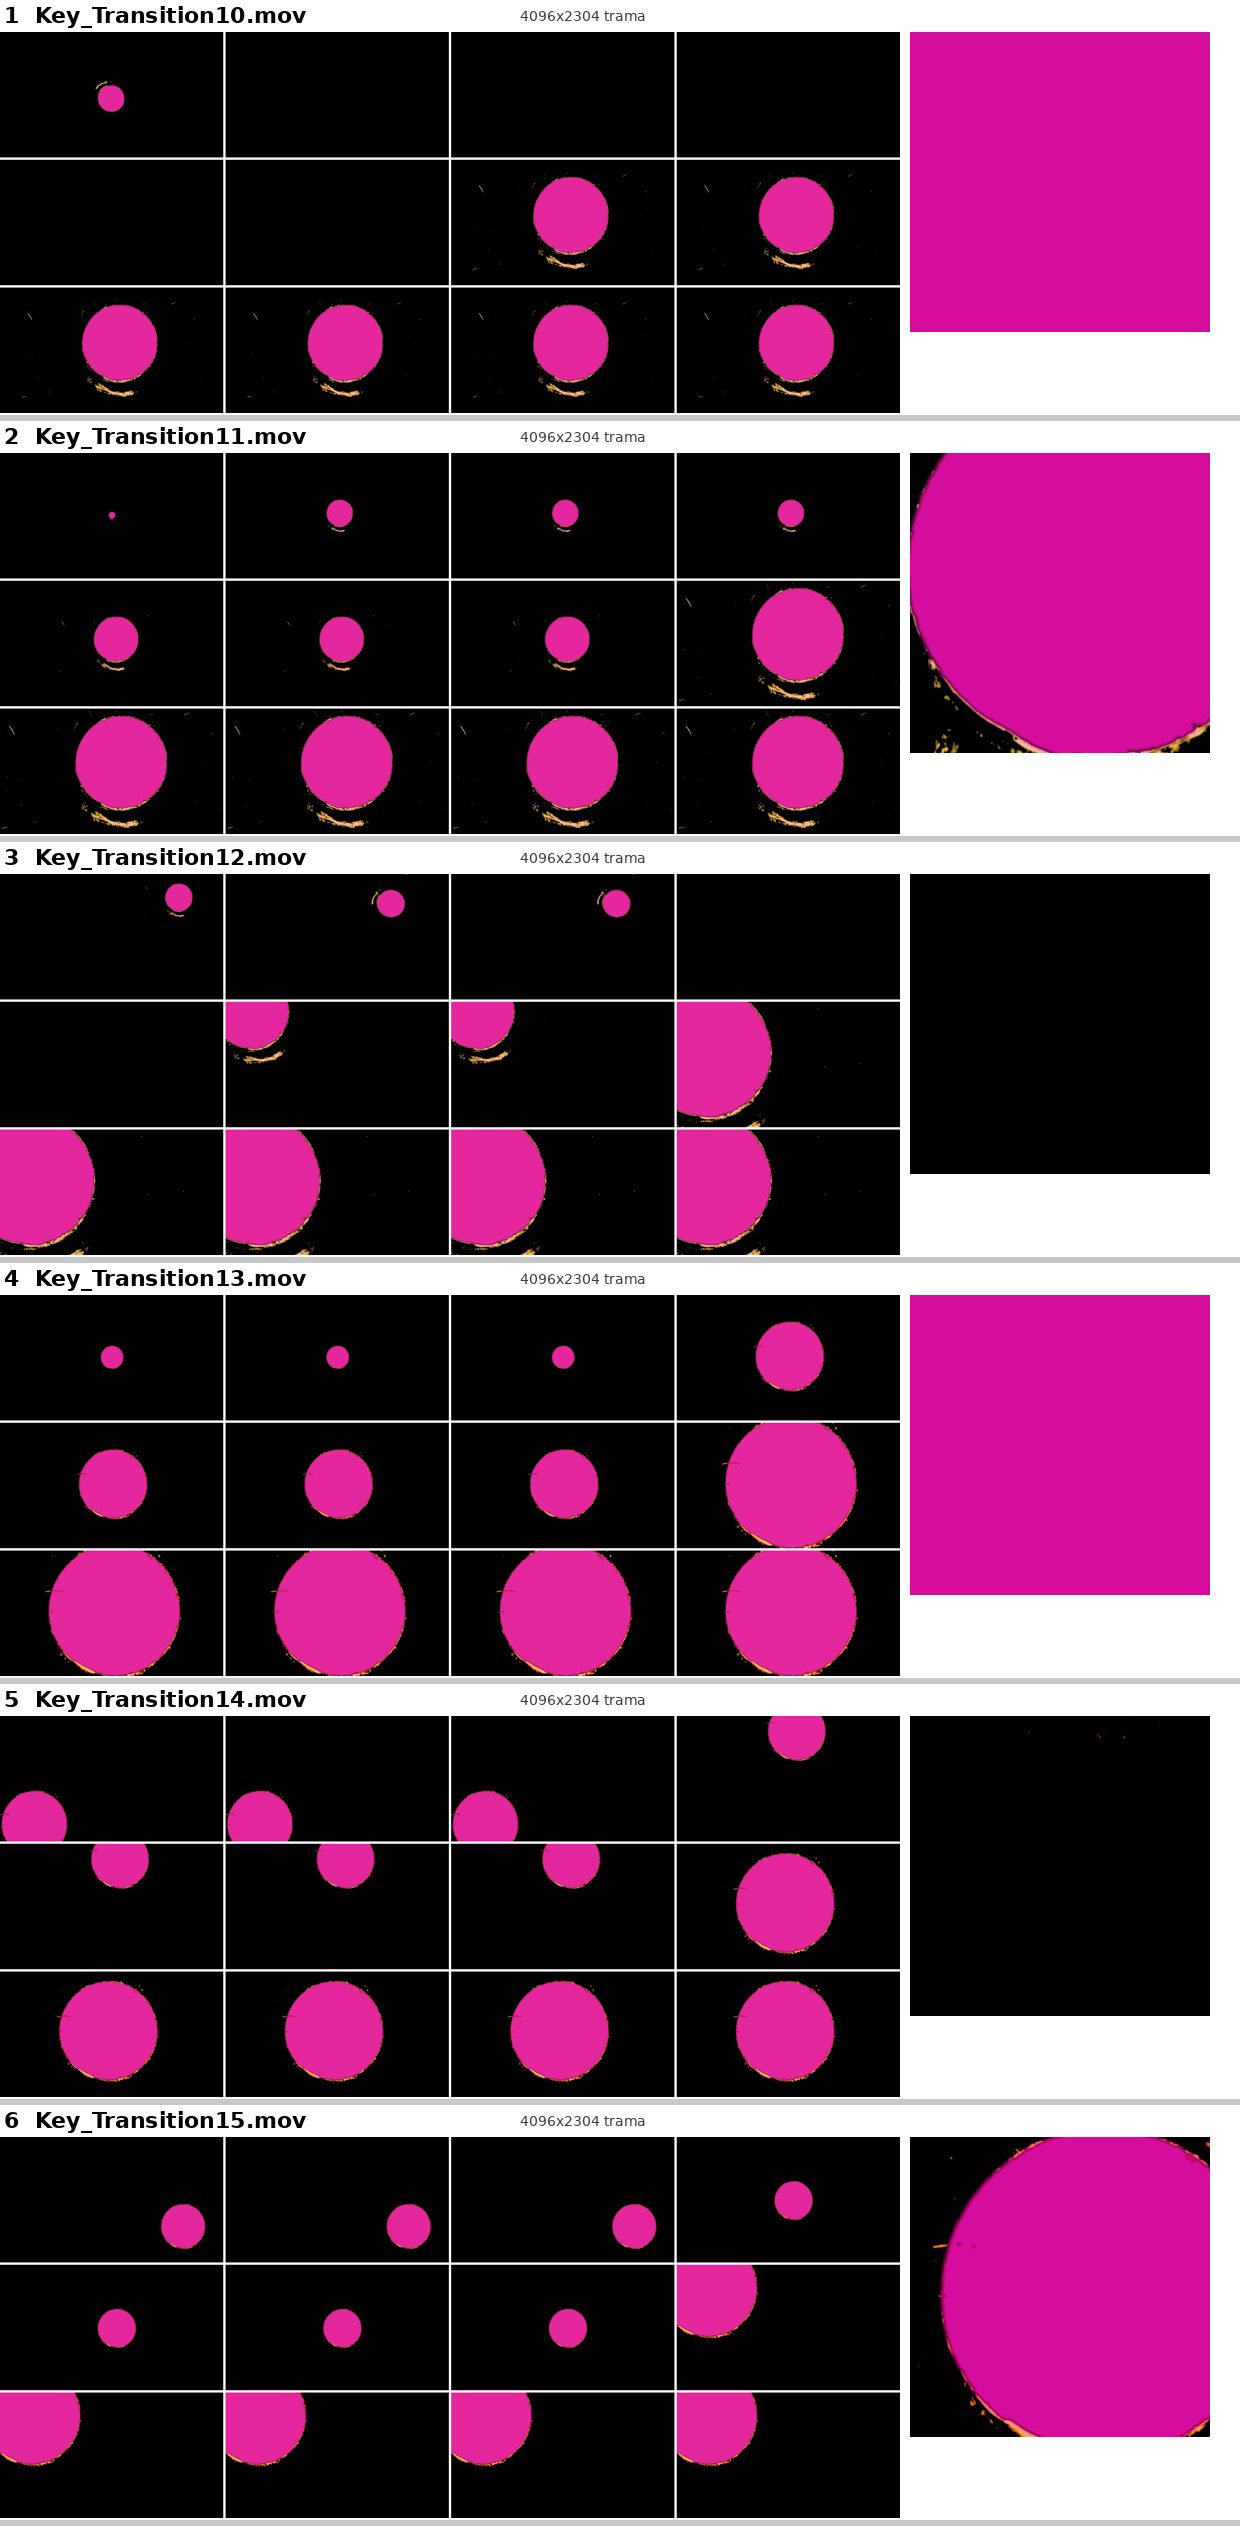 1 Key_Transition10.mov 4096x2304 trama
2 Key_Transition11.mov 4096x2304 trama
3 Key_Transition12.mov 4096x2304 trama
4 Key_Transition13.mov 4096x2304 trama
5 Key_Transition14.mov 4096x2304 trama
6 Key_Transition15.mov 4096x2304 trama